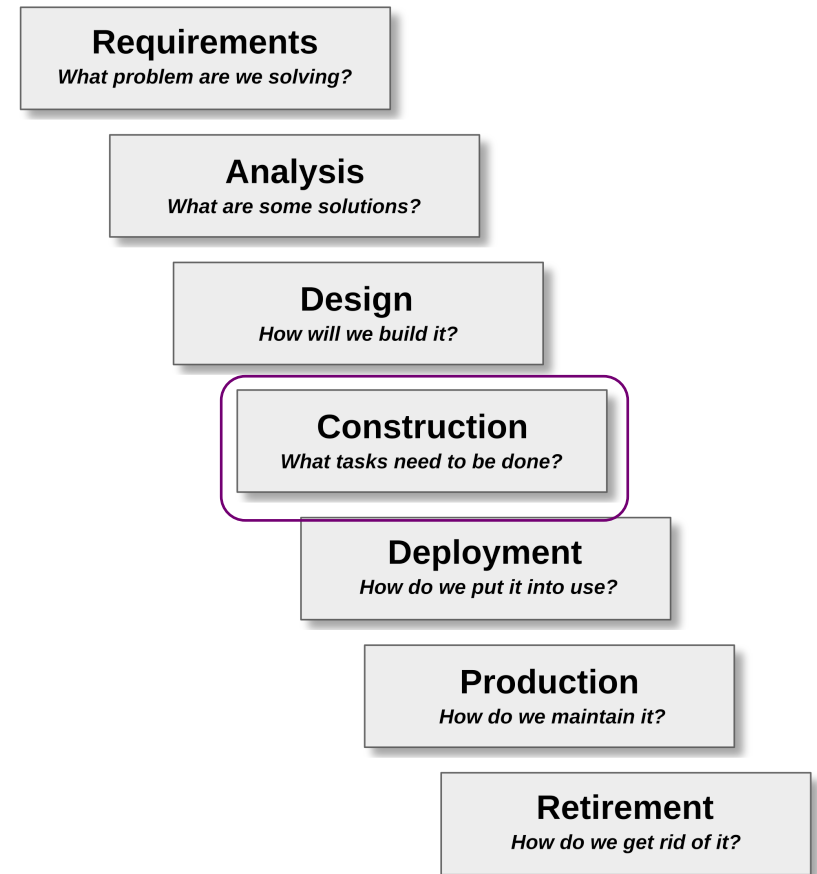 Requirements
What problem are we solving?
Analysis
What are some solutions?
Design
How will we build it?
Construction
What tasks need to be done?
Deployment
How do we put it into use?
Production
How do we maintain it?
Retirement
How do we get rid of it?